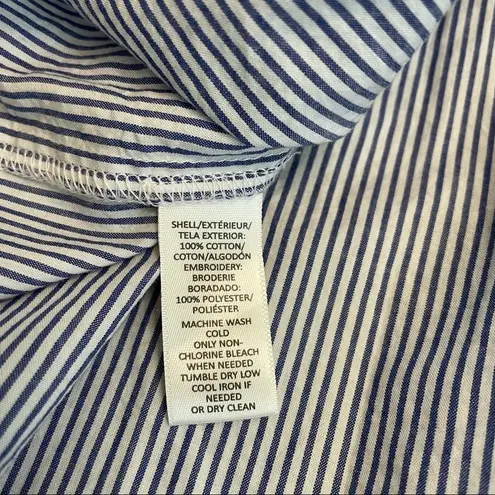 SHELL/EXTÉRIEUR/
TELA EXTERIOR:
100% COTTON/
COTON/ALGODÓN
EMBROIDERY:
BRODERIE
BORADADO:
100% POLYESTER/
POLIÉSTER
MACHINE WASH
COLD
ONLY NON-
CHLORINE BLEACH
WHEN NEEDED
TUMBLE DRY LOW
COOL IRON IF
NEEDED
OR DRY CLEAN